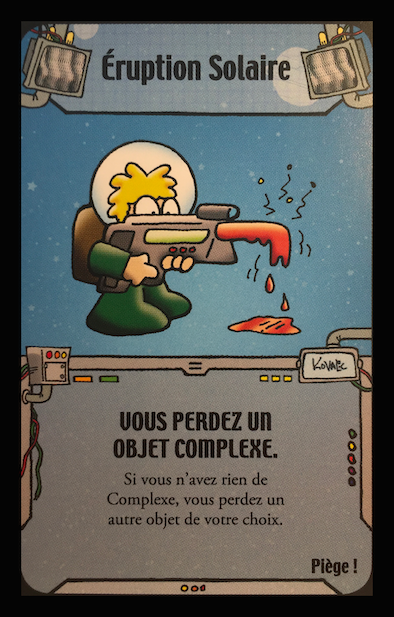 Éruption Solaire
KOVALIC
VOUS PERDEZ UN
OBJET COMPLEXE.
Si vous n'avez rien de
Complexe, vous perdez un
autre objet de votre choix.
Piège !